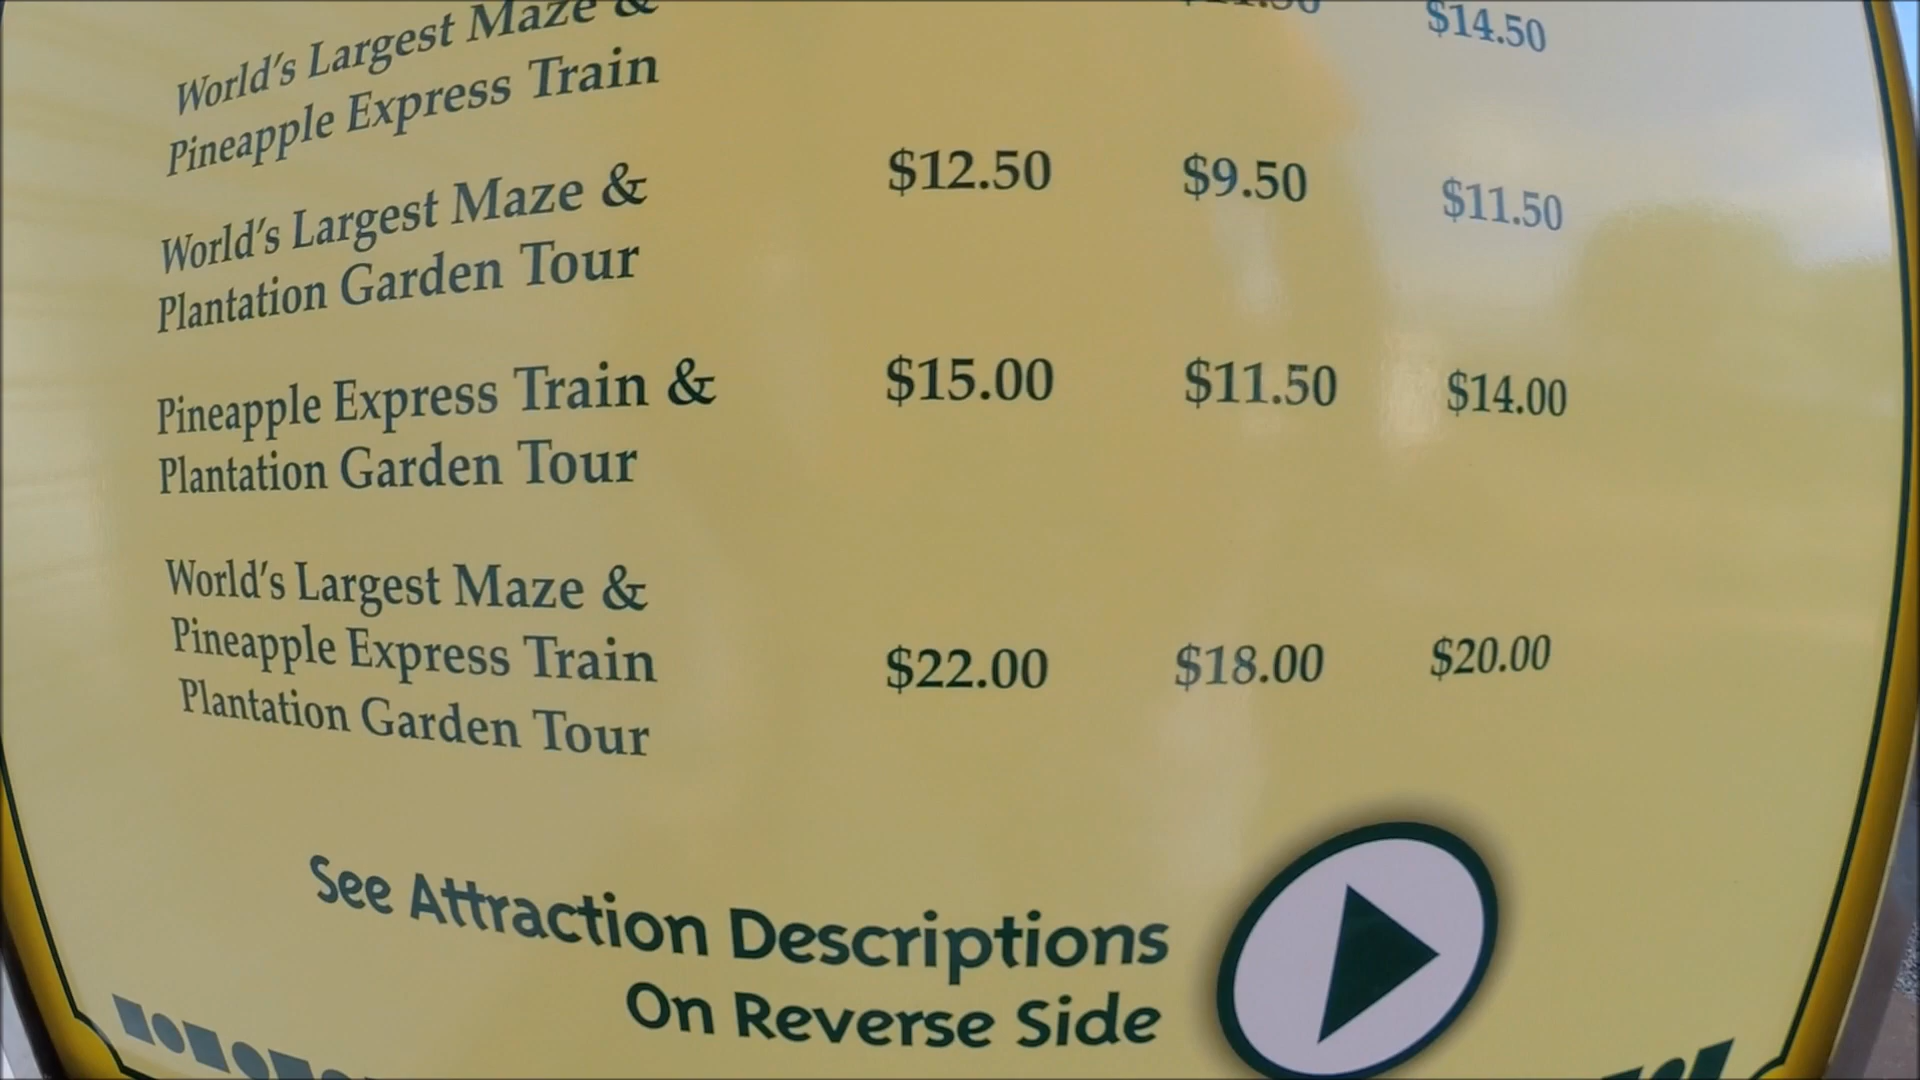 World's Largest Maze & $14.50
Pineapple Express Train
World's Largest Maze & $12.50 $9.50 $11.50
Plantation Garden Tour
Pineapple Express Train & $15.00 $11.50 $14.00
Plantation Garden Tour
World's Largest Maze &
Pineapple Express Train $22.00 $18.00 $20.00
Plantation Garden Tour
See Attraction Descriptions
On Reverse Side